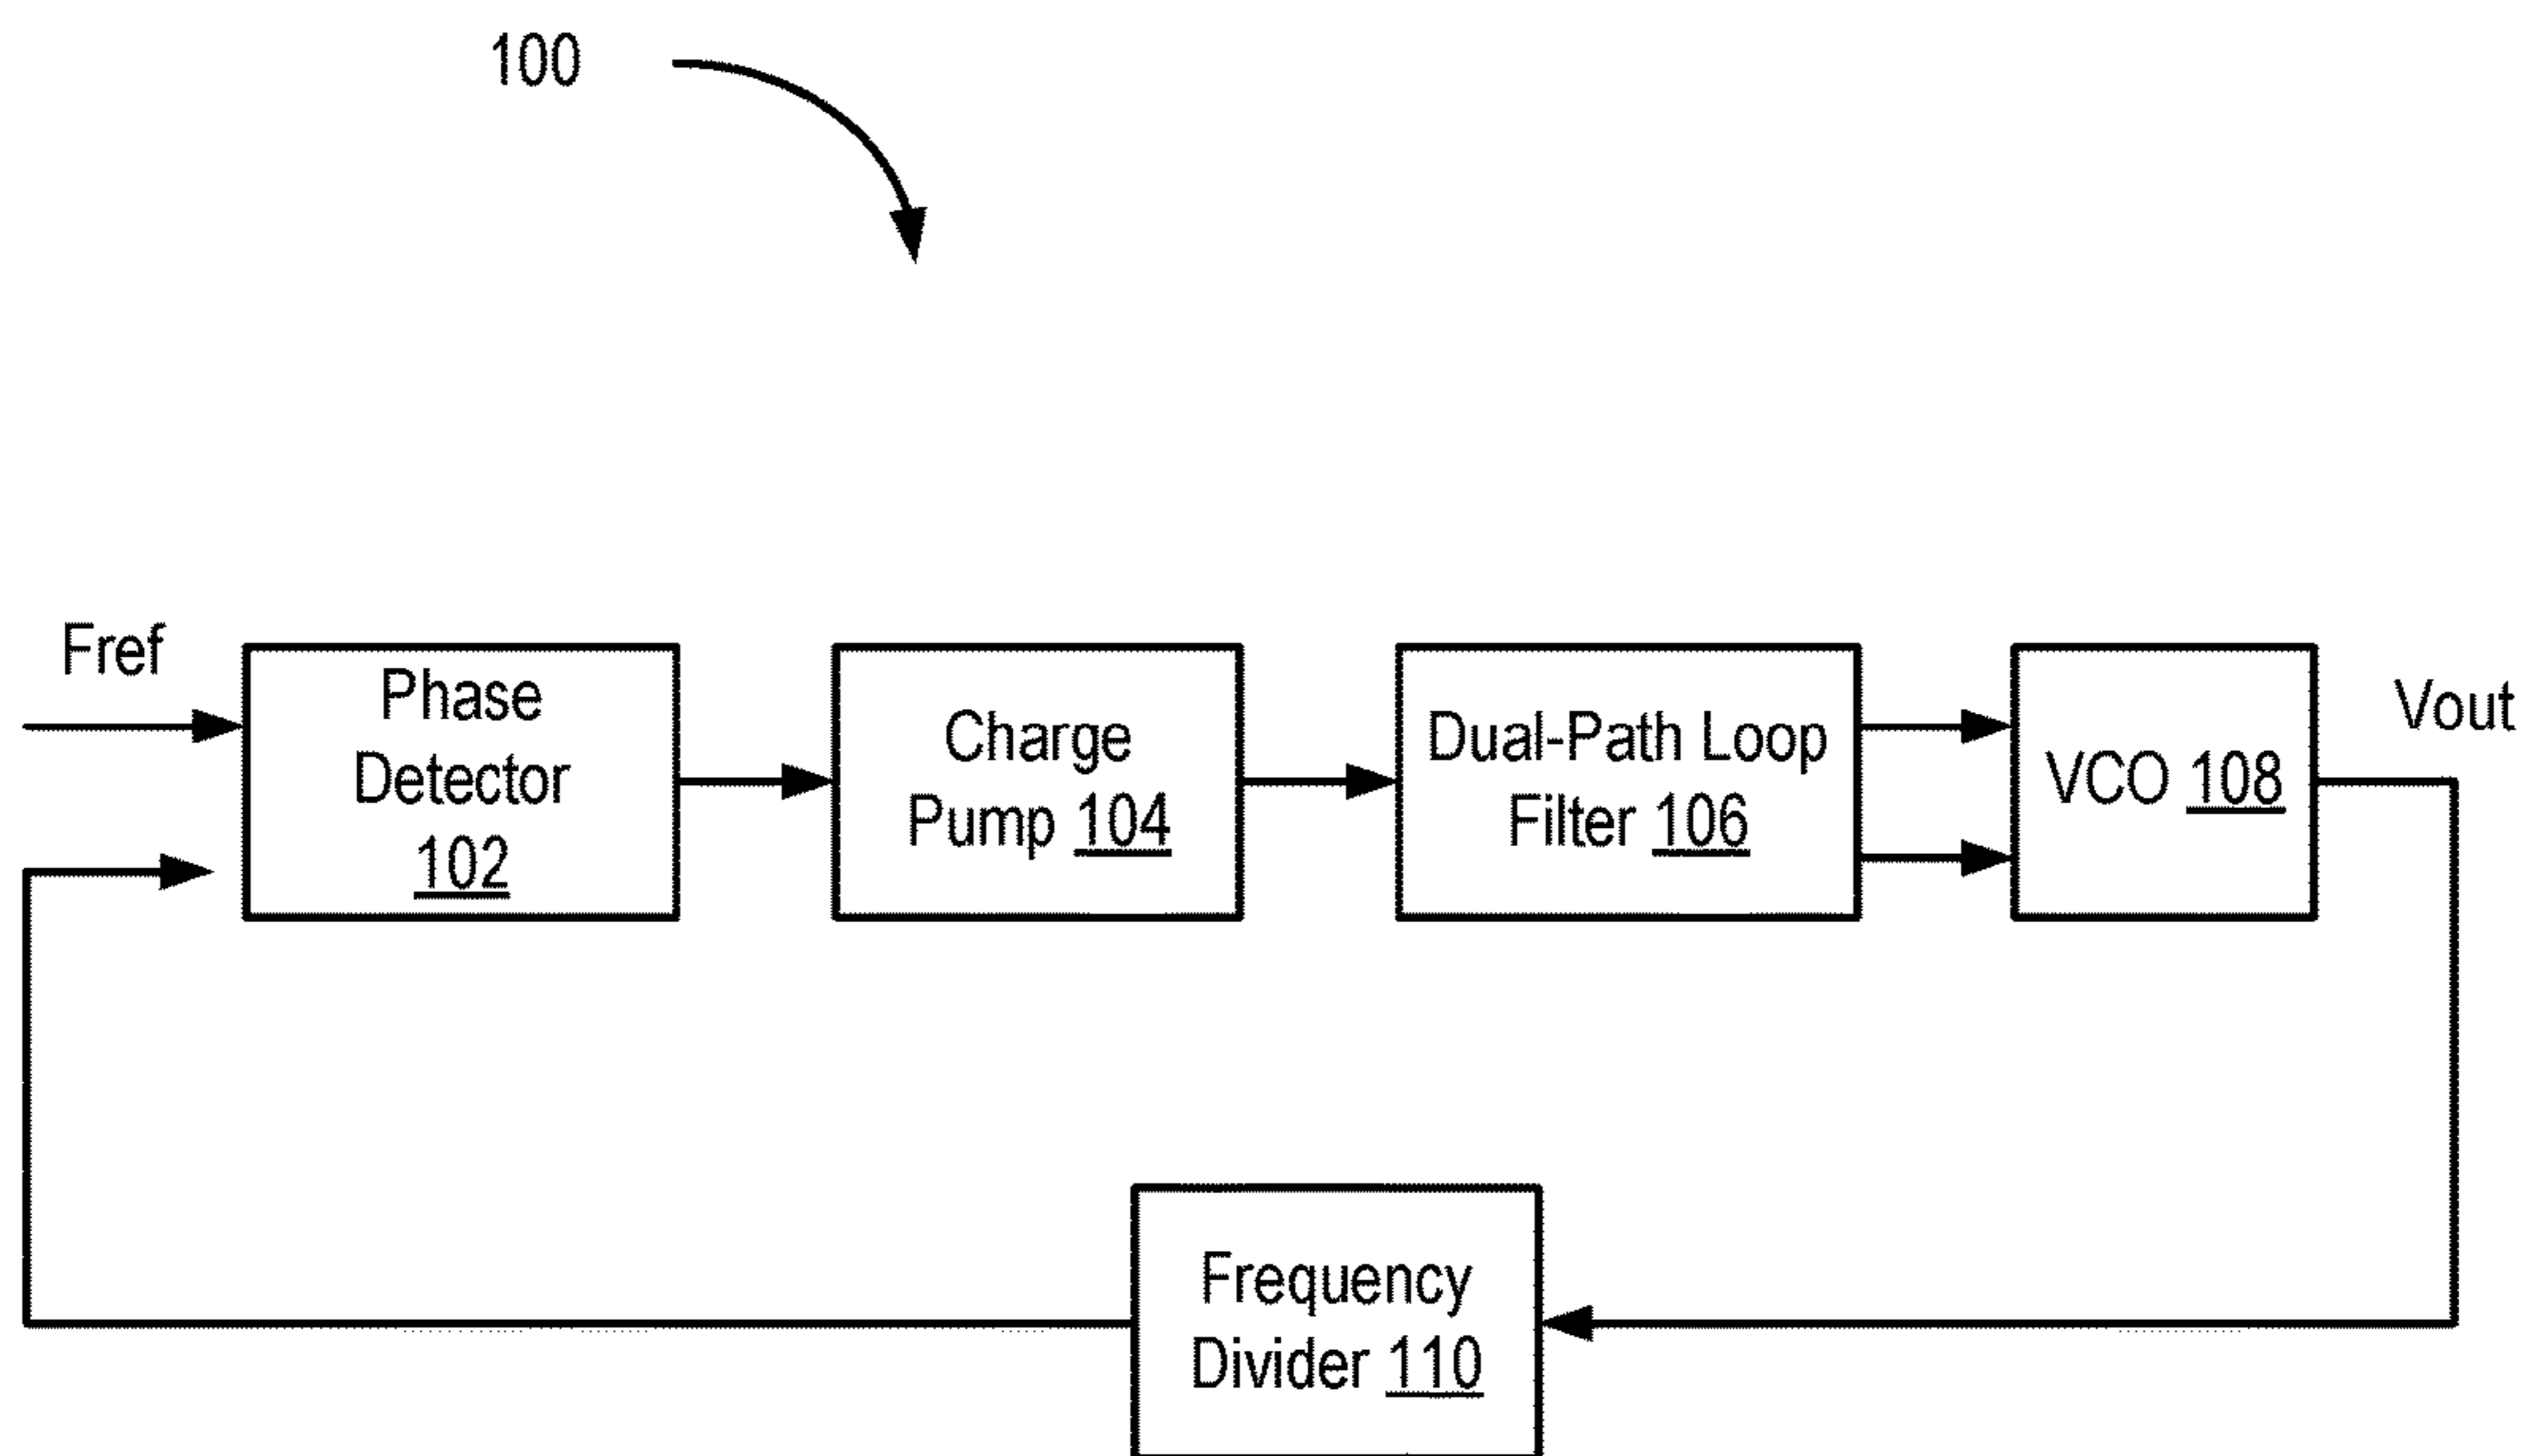 100
Fref
Phase
Detector
102
Charge
Pump 104
Dual-Path Loop
Filter 106
VCO 108
Vout
Frequency
Divider 110